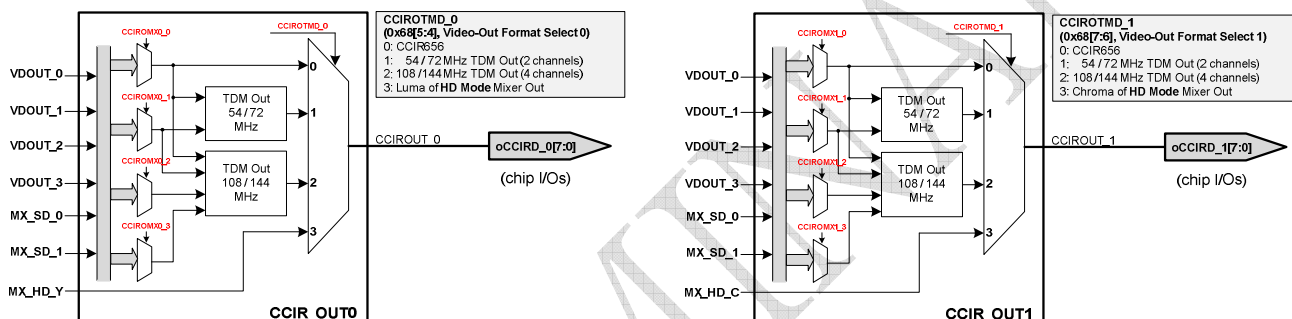 CCIROTMD_0
CCIROTMD_0
(0x68[5:4], Video-Out Format Select 0)
0: CCIR656
1: 54 / 72 MHz TDM Out (2 channels)
2: 108 / 144 MHz TDM Out (4 channels)
3: Luma of HD Mode Mixer Out
CCIROMX0_0
VDOUT_0
0
CCIROMX0_1
TDM Out
54 / 72
MHz
1
VDOUT_1
CCIROUT_0
oCCIRD_0[7:0]
(chip I/Os)
VDOUT_2
CCIROMX0_2
TDM Out
108 / 144
MHz
2
VDOUT_3
MX_SD_0
CCIROMX0_3
3
MX_SD_1
MX_HD_Y
CCIR_OUT0
CCIROTMD_1
CCIROTMD_1
(0x68[7:6], Video-Out Format Select 1)
0: CCIR656
1: 54 / 72 MHz TDM Out (2 channels)
2: 108 / 144 MHz TDM Out (4 channels)
3: Chroma of HD Mode Mixer Out
CCIROMX1_0
VDOUT_0
0
CCIROMX1_1
TDM Out
54 / 72
MHz
1
VDOUT_1
CCIROUT_1
oCCIRD_1[7:0]
(chip I/Os)
VDOUT_2
CCIROMX1_2
TDM Out
108 / 144
MHz
2
VDOUT_3
MX_SD_0
CCIROMX1_3
3
MX_SD_1
MX_HD_C
CCIR_OUT1